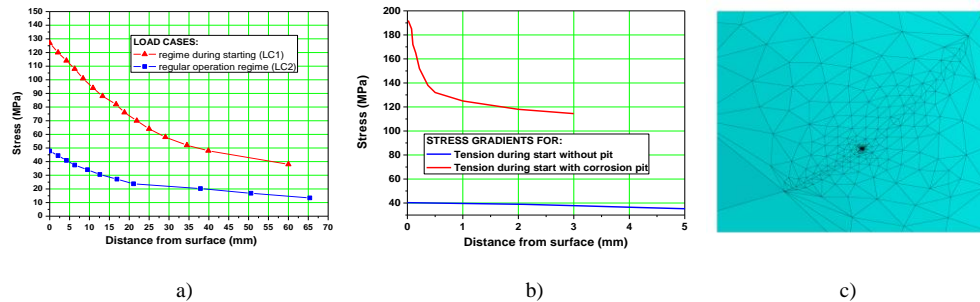 150
140
130
120
110
100
90
80
70
60
50
40
30
20
10
0
Stress (MPa)
LOAD CASES:
regime during starting (LC1)
regular operation regime (LC2)
0 5 10 15 20 25 30 35 40 45 50 55 60 65 70
Distance from surface (mm)
a)
200
180
160
140
120
100
80
60
40
Stress (MPa)
STRESS GRADIENTS FOR:
Tension during start without pit
Tension during start with corrosion pit
0 1 2 3 4 5
Distance from surface (mm)
b)
c)